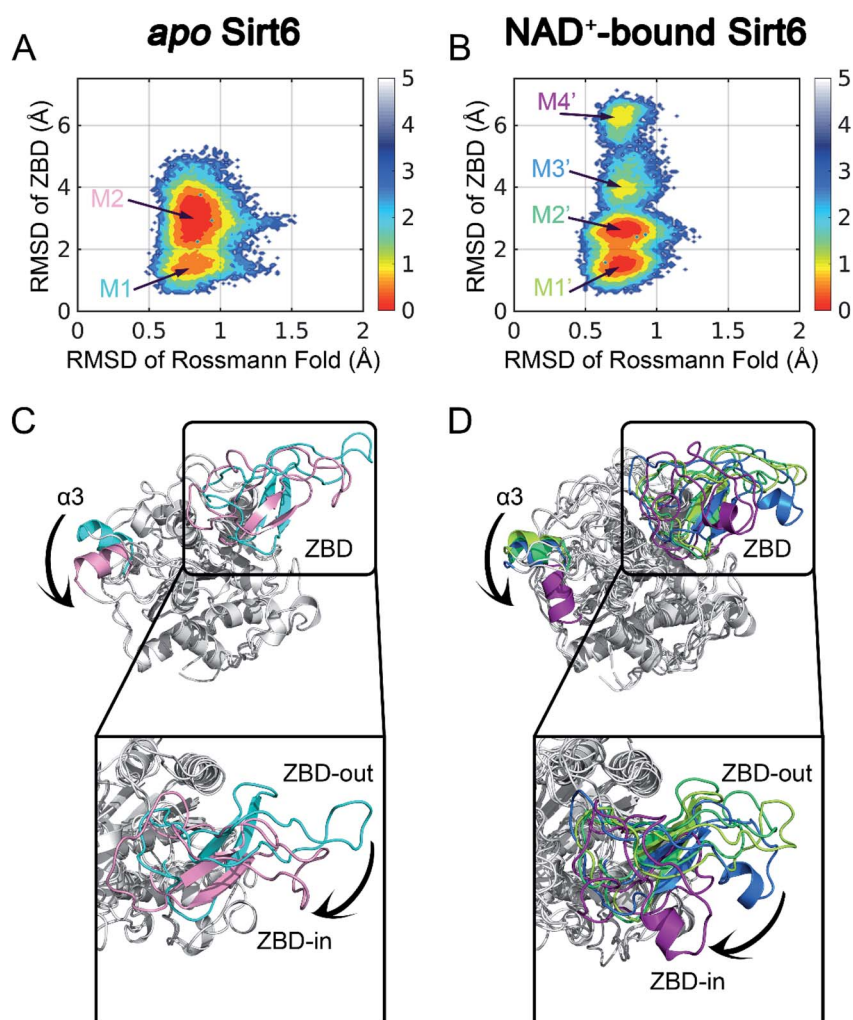 apo Sirt6
NAD⁺-bound Sirt6
A
RMSD of ZBD (Å)
6
4
2
0
0
0.5
1
1.5
2
RMSD of Rossmann Fold (Å)
M2
M1
5
4
3
2
1
0
B
RMSD of ZBD (Å)
6
4
2
0
0
0.5
1
1.5
2
RMSD of Rossmann Fold (Å)
M4’
M3’
M2’
M1’
5
4
3
2
1
0
C
α3
ZBD
ZBD-out
ZBD-in
D
α3
ZBD
ZBD-out
ZBD-in